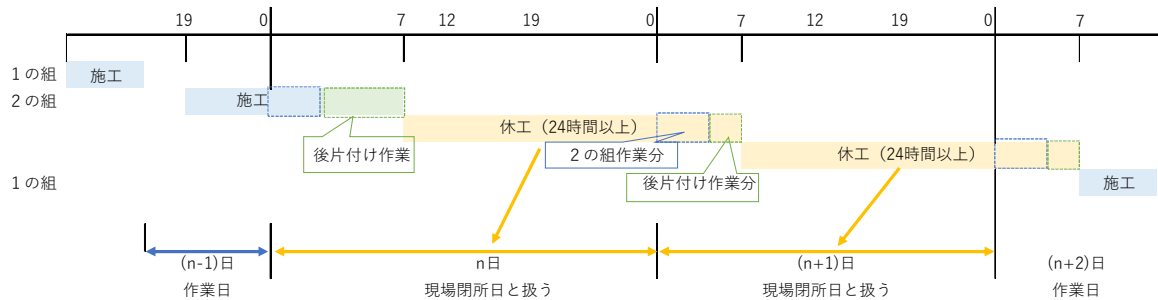 19 0 7 12 19 0 7 12 19 0 7
1の組 施工
2の組 施工
後片付け作業
休工（24時間以上）
2の組作業分
後片付け作業分
休工（24時間以上）
1の組 施工
(n-1)日 n日 (n+1)日 (n+2)日
作業日 現場閉所日と扱う 現場閉所日と扱う 作業日